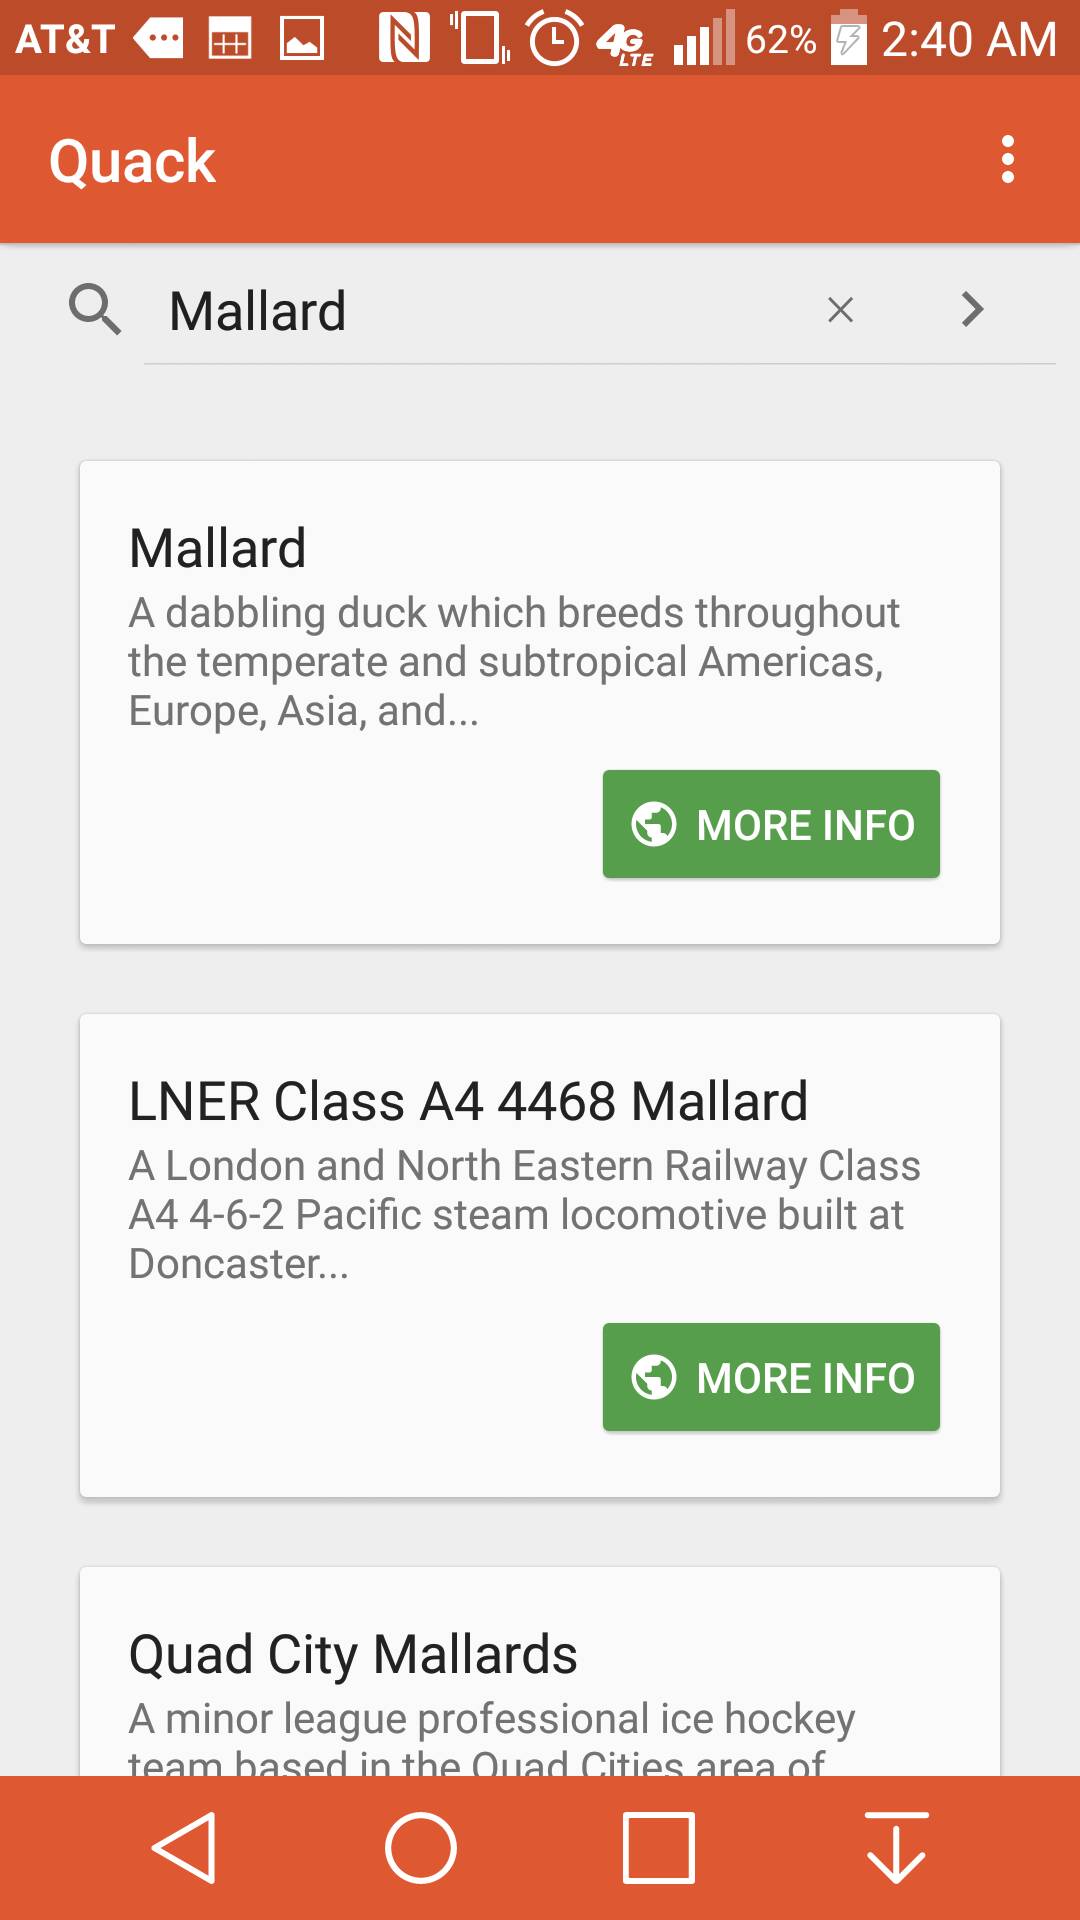 AT&T 4G LTE 62% 2:40 AM
Quack
Mallard
Mallard
A dabbling duck which breeds throughout
the temperate and subtropical Americas,
Europe, Asia, and...
MORE INFO
LNER Class A4 4468 Mallard
A London and North Eastern Railway Class
A4 4-6-2 Pacific steam locomotive built at
Doncaster...
MORE INFO
Quad City Mallards
A minor league professional ice hockey
team based in the Quad Cities area of